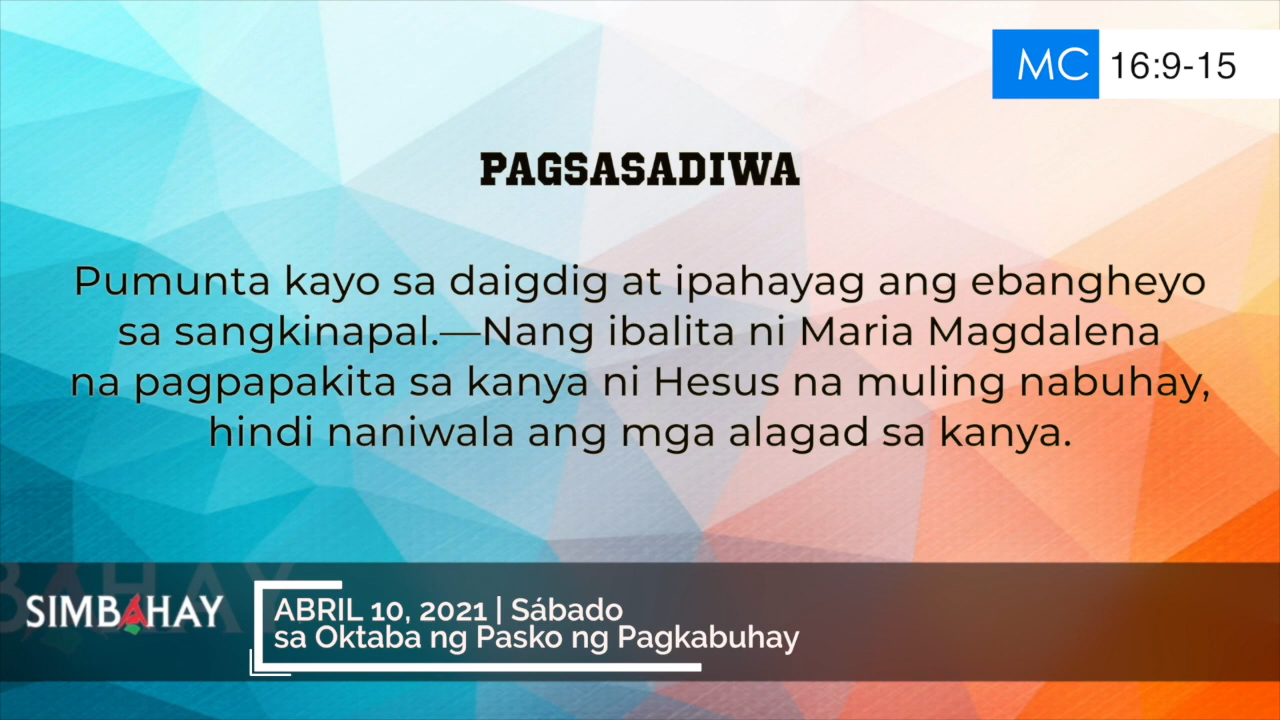 MC 16:9-15
PAGSASADIWA
Pumunta kayo sa daigdig at ipahayag ang ebangheyo
sa sangkinapal.—Nang ibalita ni Maria Magdalena
na pagpapakita sa kanya ni Hesus na muling nabuhay,
hindi naniwala ang mga alagad sa kanya.
SIMBAHAY
ABRIL 10, 2021 | Sábado
sa Oktaba ng Pasko ng Pagkabuhay